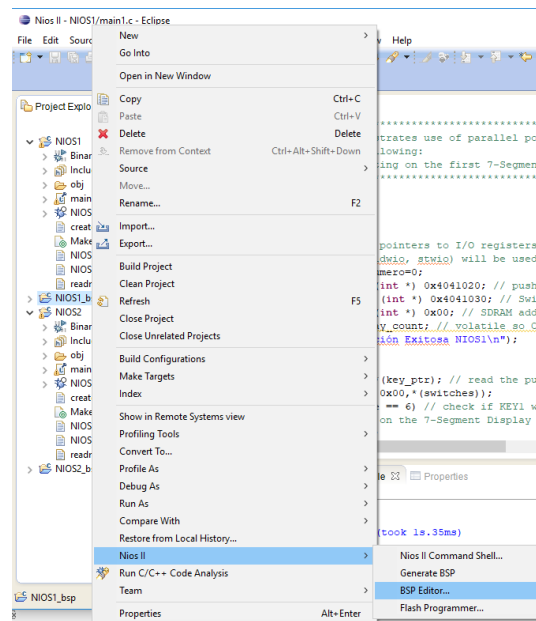 Nios II - NIOS1/main1.c - Eclipse
File Edit Sourc Help
Project Explo
NIOS1
Binar
Inclu
obj
main
NIOS
creat
Make
NIOS
NIOS
readr
NIOS1_b
NIOS2
Binar
Inclu
obj
main
NIOS
creat
Make
NIOS
NIOS
readr
NIOS2_b
NIOS1_bsp
New
Go Into
Open in New Window
Copy Ctrl+C
Paste Ctrl+V
Delete Delete
Remove from Context Ctrl+Alt+Shift+Down
Source
Move...
Rename... F2
Import...
Export...
Build Project
Clean Project
Refresh F5
Close Project
Close Unrelated Projects
Build Configurations
Make Targets
Index
Show in Remote Systems view
Profiling Tools
Convert To...
Profile As
Debug As
Run As
Compare With
Restore from Local History...
Nios II
Run C/C++ Code Analysis
Team
Properties Alt+Enter
Nios II Command Shell...
Generate BSP
BSP Editor...
Flash Programmer...
strates use of parallel po
lowing:
ing on the first 7-Segmen
pointers to I/O registers
dwio, stwio) will be used
umero=0;
(int *) 0x4041020; // push
(int *) 0x4041030; // Swi
int *) 0x00; // SDRAM add
y_count; // volatile so C
ción Exitosa NIOS1\n");
*(key_ptr); // read the pu
0x00,*(switches));
e == 6) // check if KEY1 w
on the 7-Segment Display
le Properties
(took 1s.35ms)